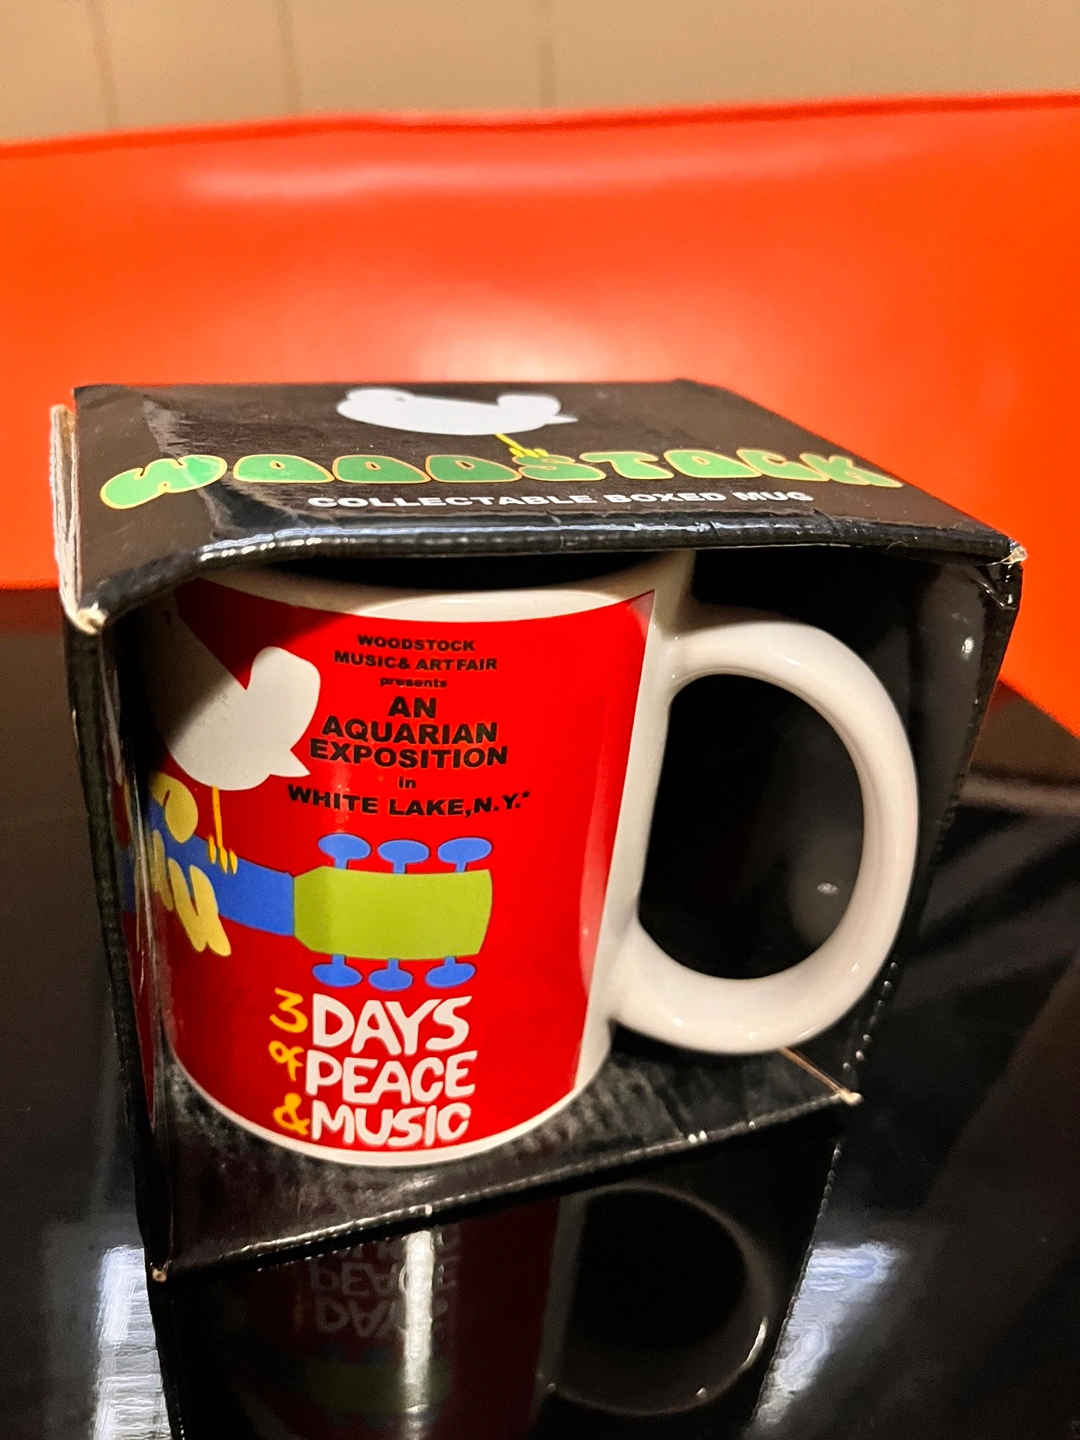 WOODSTOCK
COLLECTABLE BOXED MUG
WOODSTOCK
MUSIC & ART FAIR
presents
AN
AQUARIAN
EXPOSITION
in
WHITE LAKE, N.Y.*
3 DAYS
of PEACE
& MUSIC